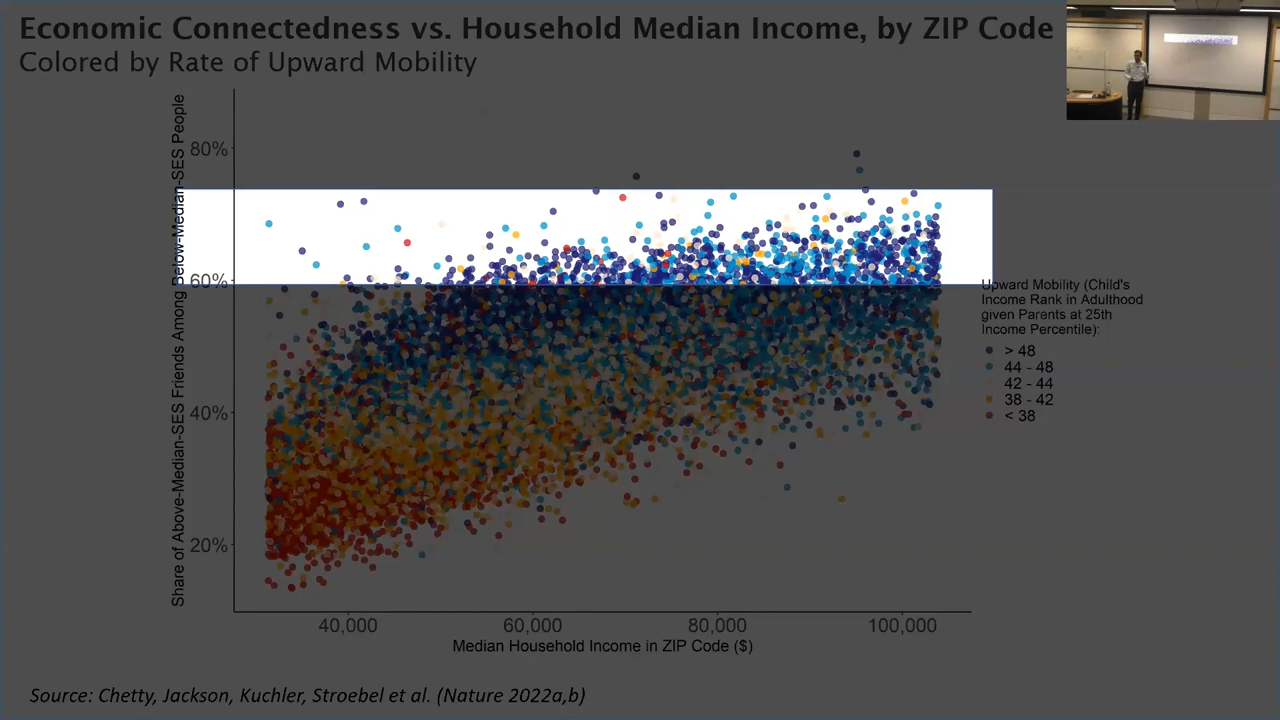 Economic Connectedness vs. Household Median Income, by ZIP Code
Colored by Rate of Upward Mobility
Share of Above-Median-SES Friends Among Below-Median-SES People
80%
60%
40%
20%
40,000
60,000
80,000
100,000
Median Household Income in ZIP Code ($)
Upward Mobility (Child's
Income Rank in Adulthood
given Parents at 25th
Income Percentile):
> 48
44 - 48
42 - 44
38 - 42
< 38
Source: Chetty, Jackson, Kuchler, Stroebel et al. (Nature 2022a,b)